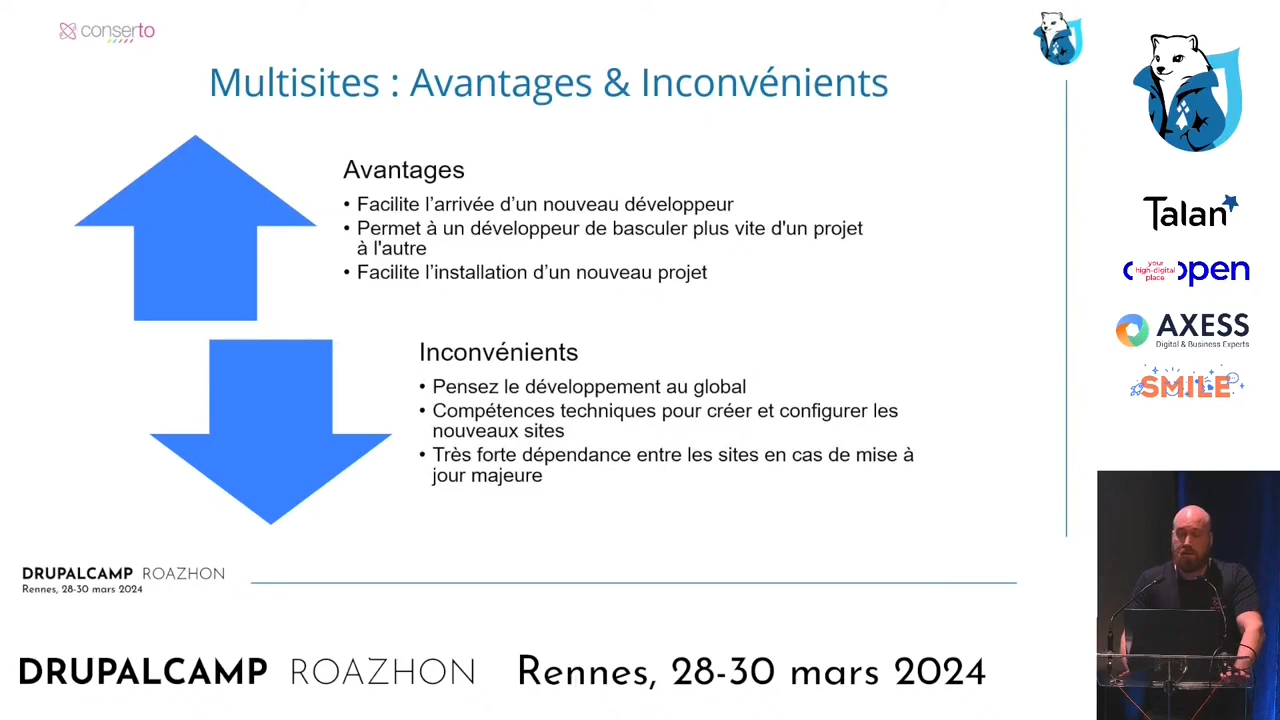 conserto
Multisites : Avantages & Inconvénients
Avantages
• Facilite l’arrivée d’un nouveau développeur
• Permet à un développeur de basculer plus vite d'un projet
à l'autre
• Facilite l’installation d’un nouveau projet
Inconvénients
• Pensez le développement au global
• Compétences techniques pour créer et configurer les
nouveaux sites
• Très forte dépendance entre les sites en cas de mise à
jour majeure
DRUPALCAMP ROAZHON
Rennes, 28-30 mars 2024
DRUPALCAMP ROAZHON Rennes, 28-30 mars 2024
Talan
your
high-digital
place
open
AXESS
Digital & Business Experts
SMILE